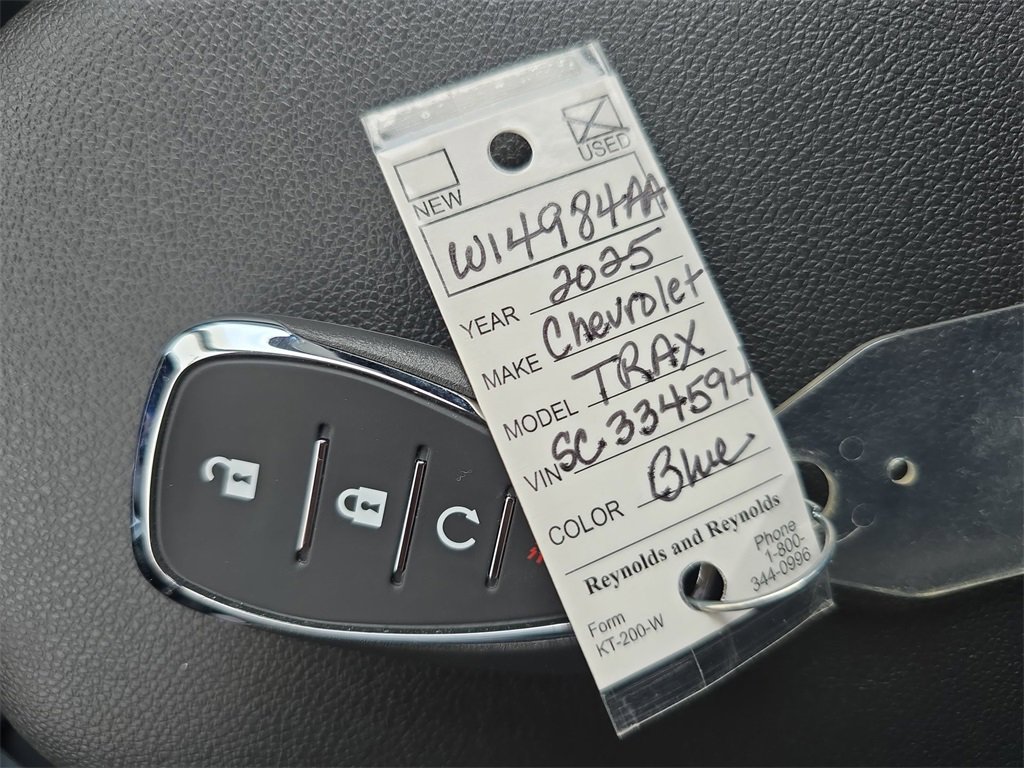 NEW
USED
W14984AA
YEAR 2025
MAKE Chevrolet
MODEL TRAX
VIN SC334594
COLOR Blue
Reynolds and Reynolds
Form
KT-200-W
Phone
1-800-
344-0996